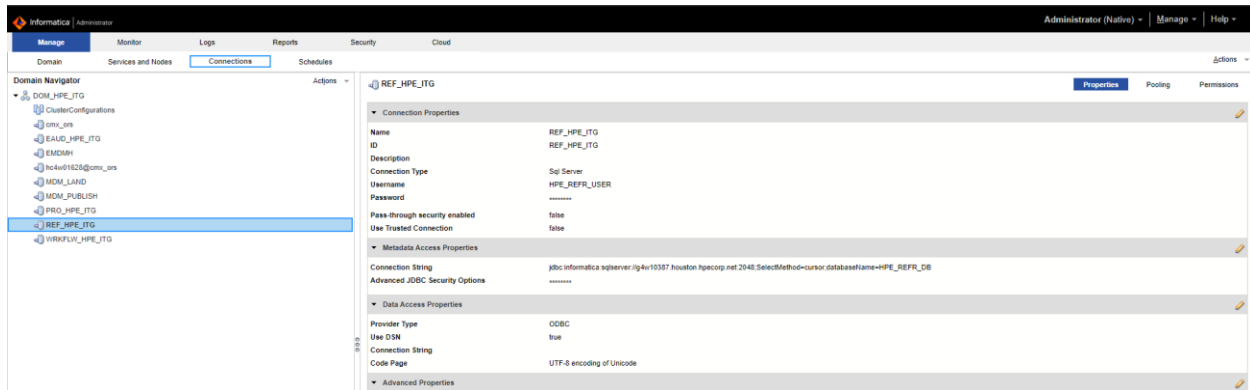 Informatica | Administrator
Administrator (Native) Manage Help
Manage Monitor Logs Reports Security Cloud
Domain Services and Nodes Connections Schedules Actions
Domain Navigator Actions
DOM_HPE_ITG
ClusterConfigurations
cmx_ors
EAUD_HPE_ITG
EMDMH
hc4w01628@cmx_ors
MDM_LAND
MDM_PUBLISH
PRO_HPE_ITG
REF_HPE_ITG
WRKFLW_HPE_ITG
REF_HPE_ITG Properties Pooling Permissions
Connection Properties
Name REF_HPE_ITG
ID REF_HPE_ITG
Description
Connection Type Sql Server
Username HPE_REFR_USER
Password ********
Pass-through security enabled false
Use Trusted Connection false
Metadata Access Properties
Connection String jdbc:informatica:sqlserver://g4w10387.houston.hpecorp.net:2048;SelectMethod=cursor;databaseName=HPE_REFR_DB
Advanced JDBC Security Options ********
Data Access Properties
Provider Type ODBC
Use DSN true
Connection String
Code Page UTF-8 encoding of Unicode
Advanced Properties